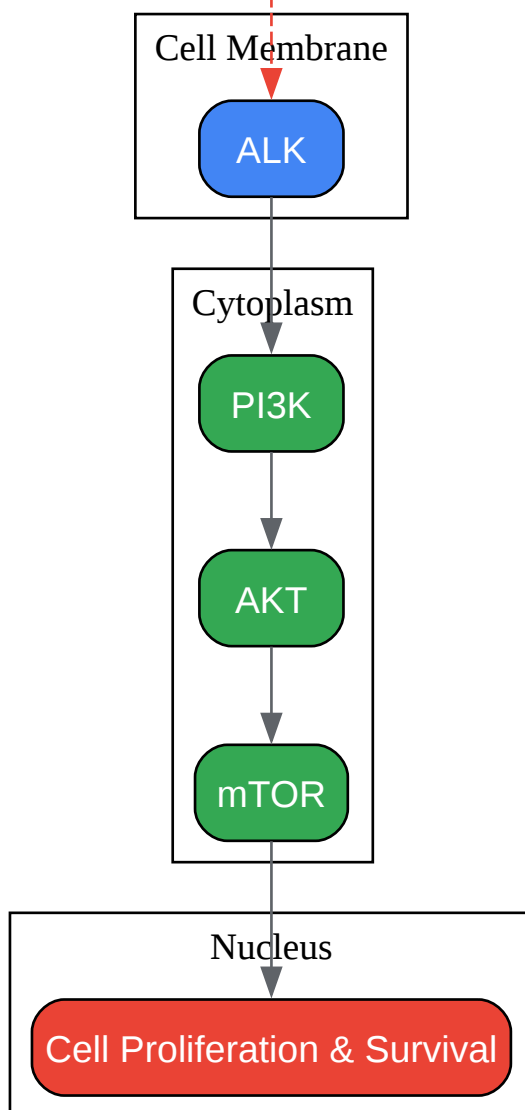 Cell Membrane
ALK
Cytoplasm
PI3K
AKT
mTOR
Nucleus
Cell Proliferation & Survival